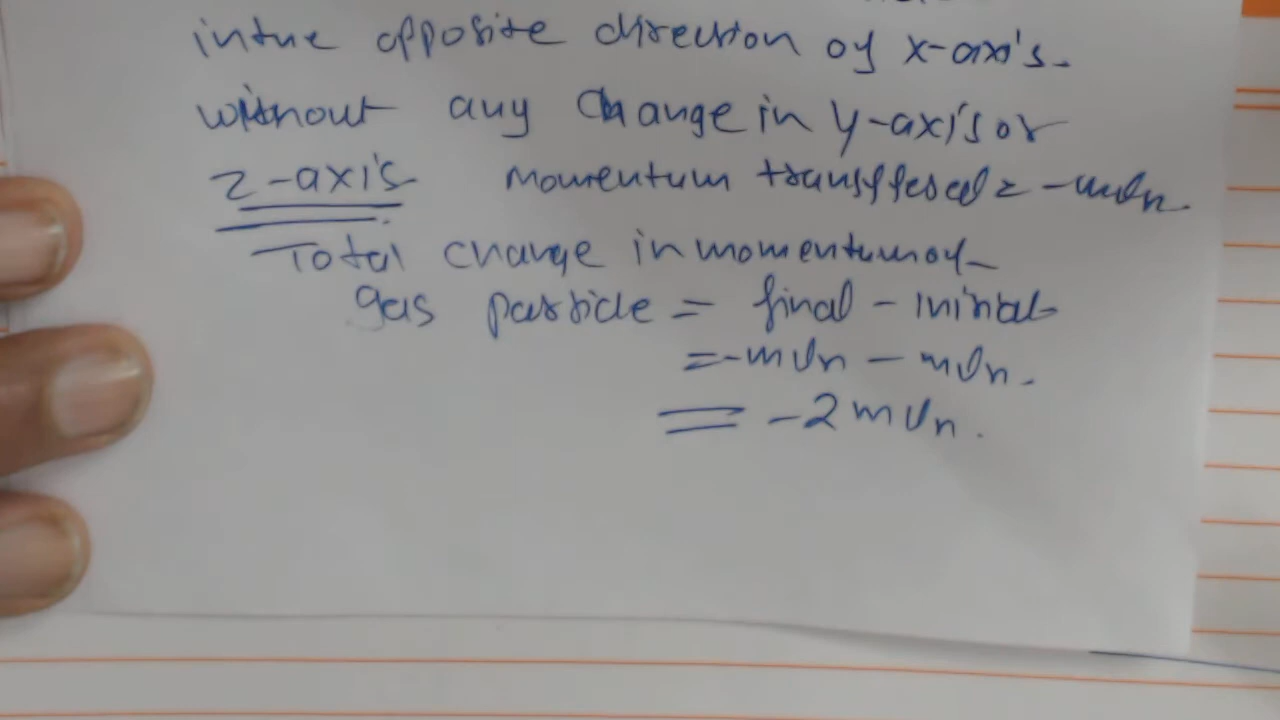 in the opposite direction of x-axis.
without any change in y-axis or
z-axis momentum transffered = -mvn.
Total change in momentum of
gas particle = final - initial
= -mvn - mvn.
= -2mvn.